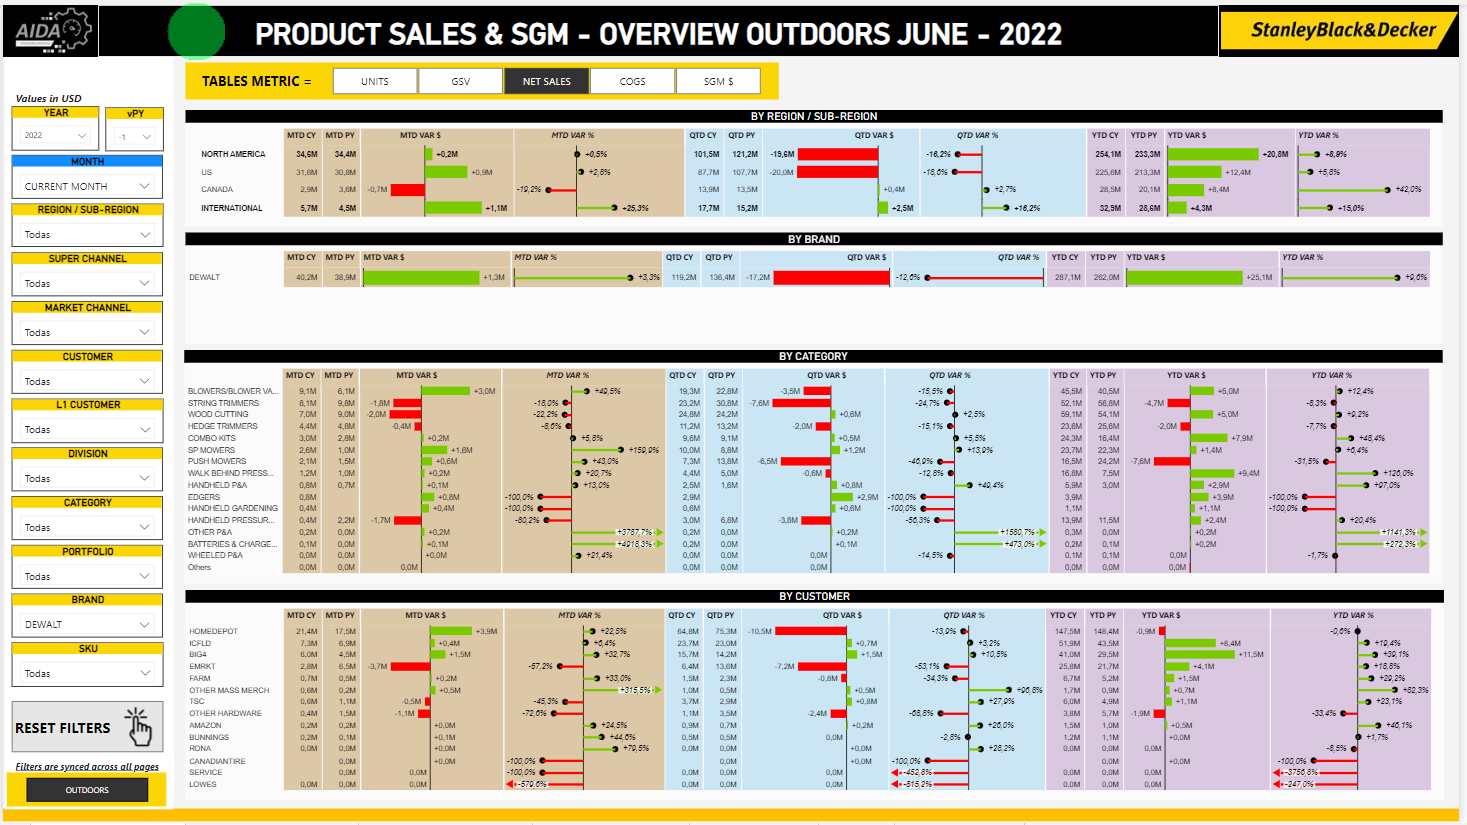 AIDA
PRODUCT SALES & SGM - OVERVIEW OUTDOORS JUNE - 2022
StanleyBlack&Decker
TABLES METRIC =
UNITS GSV NET SALES COGS SGM $
Values in USD
YEAR vPY
2022 -1
MONTH
CURRENT MONTH
REGION / SUB-REGION
Todas
SUPER CHANNEL
Todas
MARKET CHANNEL
Todas
CUSTOMER
Todas
L1 CUSTOMER
Todas
DIVISION
Todas
CATEGORY
Todas
PORTFOLIO
Todas
BRAND
DEWALT
SKU
Todas
RESET FILTERS
Filters are synced across all pages
OUTDOORS
BY REGION / SUB-REGION
MTD CY MTD PY MTD VAR $ MTD VAR % QTD CY QTD PY QTD VAR $ QTD VAR % YTD CY YTD PY YTD VAR $ YTD VAR %
NORTH AMERICA 34,6M 34,4M +0,2M +0,5% 101,5M 121,2M -19,6M -16,2% 254,1M 233,3M +20,8M +8,9%
US 31,6M 30,8M +0,9M +2,8% 87,7M 107,7M -20,0M -18,6% 225,6M 213,3M +12,4M +5,8%
CANADA 2,9M 3,6M -0,7M -19,2% 13,9M 13,5M +0,4M +2,7% 28,5M 20,1M +8,4M +42,0%
INTERNATIONAL 5,7M 4,5M +1,1M +25,3% 17,7M 15,2M +2,5M +16,2% 32,9M 28,6M +4,3M +15,0%
BY BRAND
MTD CY MTD PY MTD VAR $ MTD VAR % QTD CY QTD PY QTD VAR $ QTD VAR % YTD CY YTD PY YTD VAR $ YTD VAR %
DEWALT 40,2M 38,9M +1,3M +3,3% 119,2M 136,4M -17,2M -12,6% 287,1M 262,0M +25,1M +9,6%
BY CATEGORY
MTD CY MTD PY MTD VAR $ MTD VAR % QTD CY QTD PY QTD VAR $ QTD VAR % YTD CY YTD PY YTD VAR $ YTD VAR %
BLOWERS/BLOWER VA... 9,1M 6,1M +3,0M +49,5% 19,3M 22,8M -3,5M -15,5% 45,5M 40,5M +5,0M +12,4%
STRING TRIMMERS 8,1M 9,8M -1,8M -18,0% 23,2M 30,8M -7,6M -24,7% 52,1M 56,8M -4,7M -8,3%
WOOD CUTTING 7,0M 9,0M -2,0M -22,2% 24,8M 24,2M +0,6M +2,5% 59,1M 54,1M +5,0M +9,2%
HEDGE TRIMMERS 4,4M 4,8M -0,4M -8,6% 11,2M 13,2M -2,0M -15,1% 23,6M 25,6M -2,0M -7,7%
COMBO KITS 3,0M 2,8M +0,2M +5,8% 9,6M 9,1M +0,5M +5,5% 24,3M 16,4M +7,9M +48,4%
SP MOWERS 2,6M 1,0M +1,6M +159,9% 10,0M 8,8M +1,2M +13,9% 23,7M 22,3M +1,4M +6,4%
PUSH MOWERS 2,1M 1,5M +0,6M +43,0% 7,3M 13,8M -6,5M -46,9% 16,5M 24,2M -7,6M -31,5%
WALK BEHIND PRESS... 1,2M 1,0M +0,2M +20,7% 4,4M 5,0M -0,6M -12,8% 16,8M 7,5M +9,4M +126,0%
HANDHELD P&A 0,8M 0,7M +0,1M +13,0% 2,5M 1,6M +0,8M +49,4% 5,9M 3,0M +2,9M +97,0%
EDGERS 0,8M +0,8M -100,0% 2,9M +2,9M -100,0% 3,9M +3,9M -100,0%
HANDHELD GARDENING 0,4M +0,4M -100,0% 0,6M +0,6M -100,0% 1,1M +1,1M -100,0%
HANDHELD PRESSUR... 0,4M 2,2M -1,7M -80,2% 3,0M 6,8M -3,8M -56,3% 13,9M 11,5M +2,4M +20,4%
OTHER P&A 0,2M 0,0M +0,2M +3787,7% 0,2M 0,0M +0,2M +1560,7% 0,3M 0,0M +0,2M +1141,3%
BATTERIES & CHARGE... 0,1M 0,0M +0,1M +4918,3% 0,1M 0,0M +0,1M +473,0% 0,2M 0,1M +0,2M +272,3%
WHEELED P&A 0,0M 0,0M +0,0M +21,4% 0,0M 0,0M 0,0M -14,5% 0,1M 0,1M 0,0M -1,7%
Others 0,0M 0,0M 0,0M 0,0M 0,0M 0,0M 0,0M 0,0M 0,0M
BY CUSTOMER
MTD CY MTD PY MTD VAR $ MTD VAR % QTD CY QTD PY QTD VAR $ QTD VAR % YTD CY YTD PY YTD VAR $ YTD VAR %
HOMEDEPOT 21,4M 17,5M +3,9M +22,5% 64,8M 75,3M -10,5M -13,9% 147,5M 148,4M -0,9M -0,6%
ICFLD 7,3M 6,9M +0,4M +6,4% 23,7M 23,0M +0,7M +3,2% 51,9M 43,5M +8,4M +19,4%
BIG4 6,0M 4,5M +1,5M +32,7% 15,7M 14,2M +1,5M +10,5% 41,0M 29,5M +11,5M +39,1%
EMRKT 2,8M 6,5M -3,7M -57,2% 6,4M 13,6M -7,2M -53,1% 25,8M 21,7M +4,1M +18,8%
FARM 0,7M 0,5M +0,2M +33,0% 1,5M 2,3M -0,8M -34,3% 6,7M 5,2M +1,5M +29,2%
OTHER MASS MERCH 0,6M 0,2M +0,5M +315,5% 1,0M 0,5M +0,5M +96,8% 1,7M 0,9M +0,7M +82,3%
TSC 0,6M 1,1M -0,5M -45,3% 3,7M 2,9M +0,8M +27,9% 6,0M 4,9M +1,1M +23,1%
OTHER HARDWARE 0,4M 1,5M -1,1M -72,6% 1,1M 3,5M -2,4M -68,8% 3,8M 5,7M -1,9M -33,4%
AMAZON 0,2M 0,2M +0,0M +24,5% 0,9M 0,7M +0,2M +26,0% 1,5M 1,0M +0,5M +46,1%
BUNNINGS 0,2M 0,1M +0,1M +44,6% 0,5M 0,5M 0,0M -2,8% 1,2M 1,1M +0,0M +1,7%
RONA 0,0M 0,0M +0,0M +79,5% 0,0M 0,0M +0,0M +28,2% 0,0M 0,0M -8,5%
CANADIANTIRE 0,0M +0,0M -100,0% 0,0M +0,0M -100,0% 0,0M +0,0M -100,0%
SERVICE 0,0M 0,0M -100,0% 0,0M 0,0M 0,0M -452,8% 0,0M 0,0M 0,0M -3756,8%
LOWES 0,0M 0,0M 0,0M -579,6% 0,0M 0,0M 0,0M -615,2% 0,0M 0,0M 0,0M -247,0%